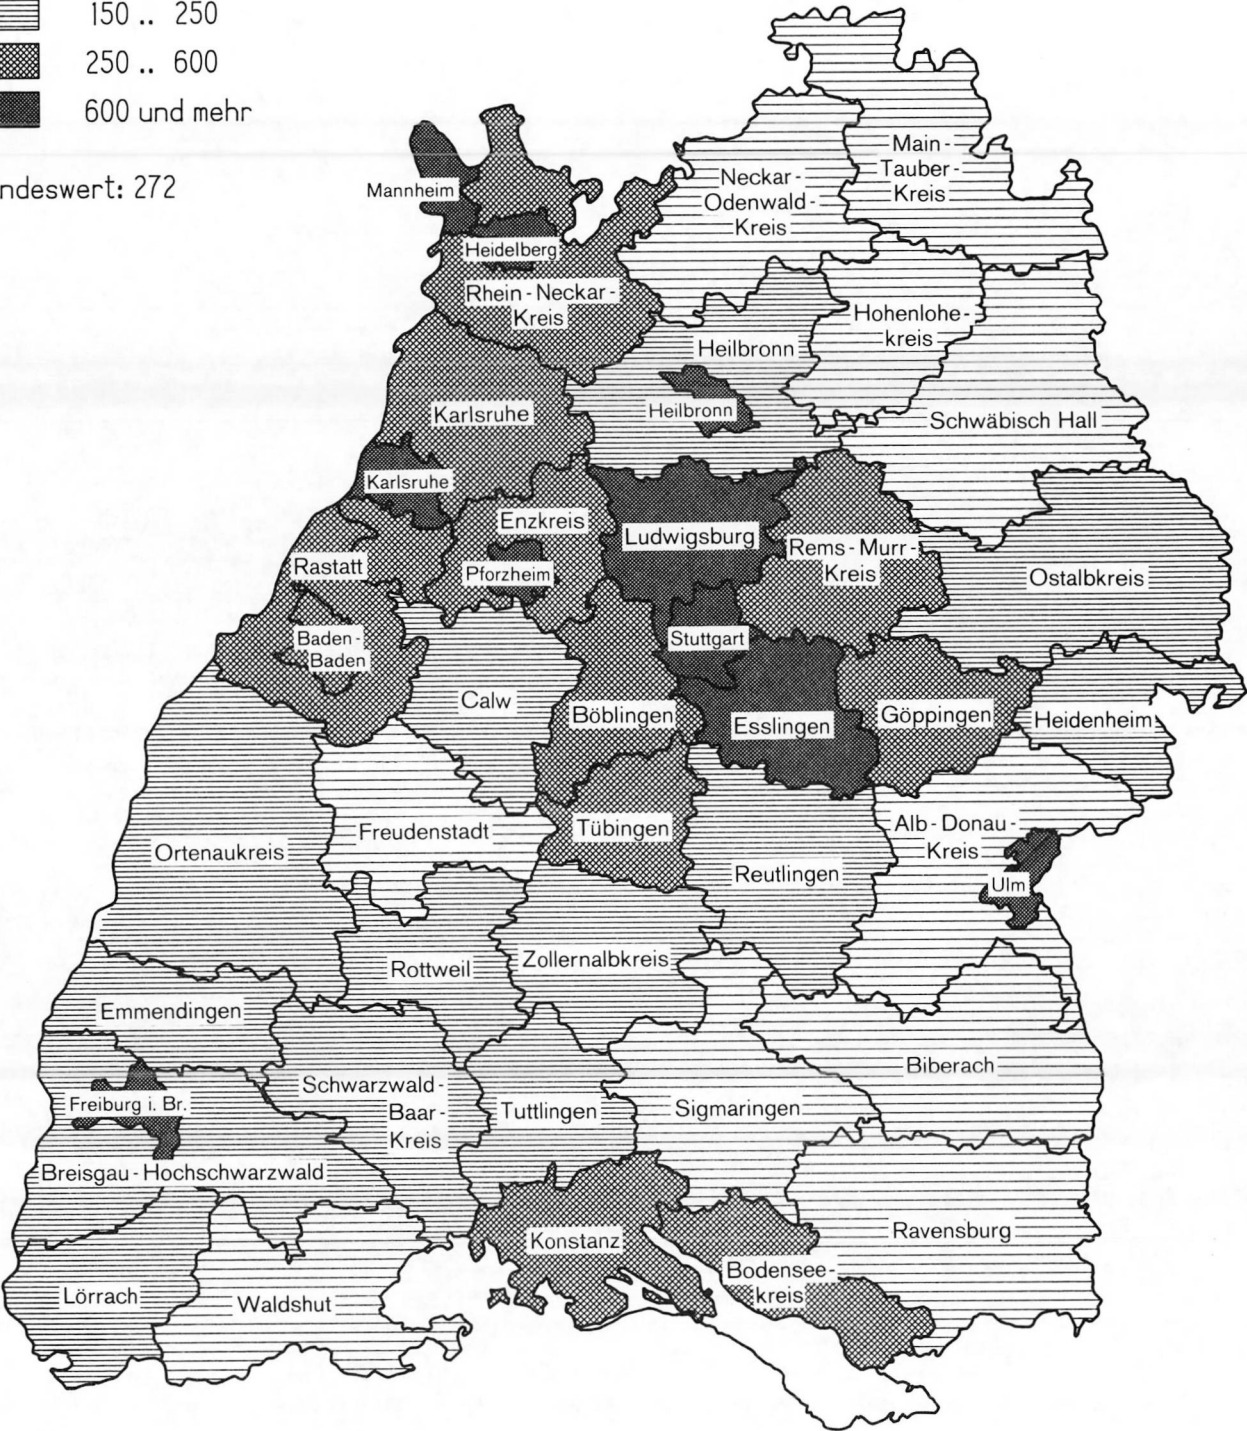 150 .. 250
250 .. 600
600 und mehr
ndeswert: 272
Main-
Tauber-
Kreis
Neckar-
Odenwald-
Kreis
Mannheim
Heidelberg
Rhein-Neckar-
Kreis
Hohenlohe-
kreis
Heilbronn
Heilbronn
Karlsruhe
Schwäbisch Hall
Karlsruhe
Enzkreis
Ludwigsburg
Rems-Murr-
Kreis
Rastatt
Pforzheim
Ostalbkreis
Baden-
Baden
Stuttgart
Calw
Böblingen
Esslingen
Göppingen
Heidenheim
Freudenstadt
Tübingen
Alb-Donau-
Kreis
Ortenaukreis
Reutlingen
Ulm
Rottweil
Zollernalbkreis
Emmendingen
Biberach
Schwarzwald-
Baar-
Kreis
Freiburg i. Br.
Tuttlingen
Sigmaringen
Breisgau-Hochschwarzwald
Ravensburg
Konstanz
Bodensee-
kreis
Lörrach
Waldshut